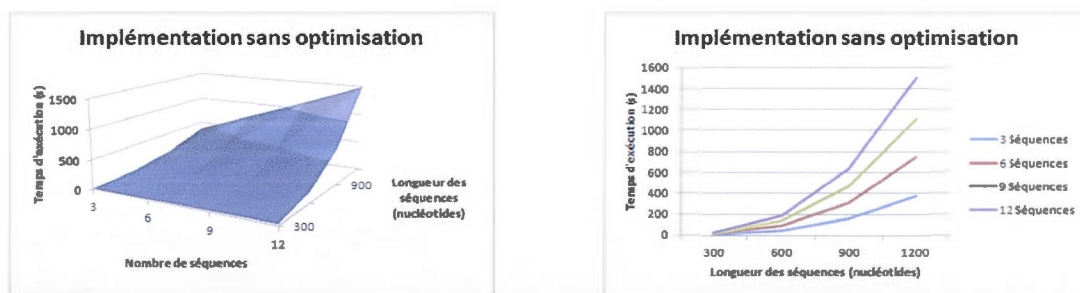 Implémentation sans optimisation
Temps d'exécution (s)
1500
1000
500
0
3
6
9
12
300
900
Longueur des
séquences
(nucléotides)
Nombre de séquences
Implémentation sans optimisation
Temps d'exécution (s)
1600
1400
1200
1000
800
600
400
200
0
300
600
900
1200
Longueur des séquences (nucléotides)
3 Séquences
6 Séquences
9 Séquences
12 Séquences